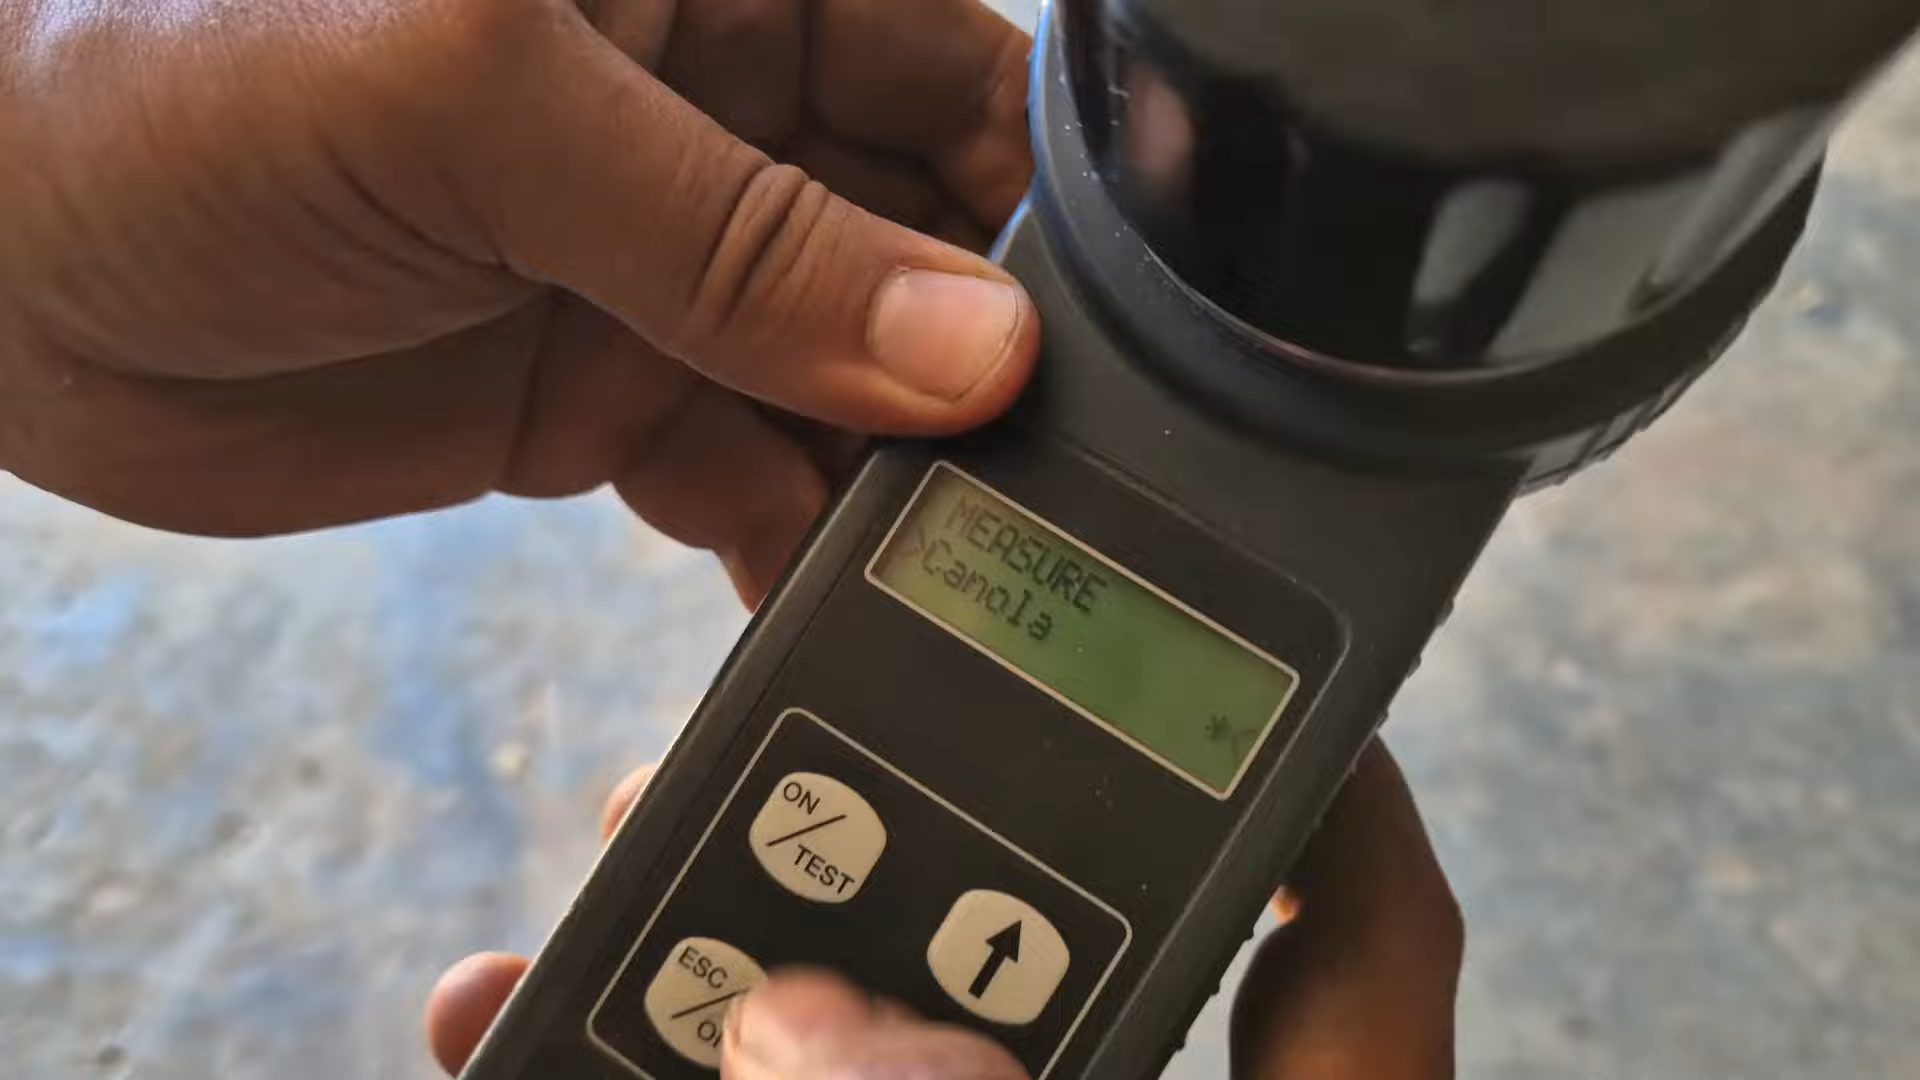 MEASURE
>Canola
*<
ON
/
TEST
ESC
/